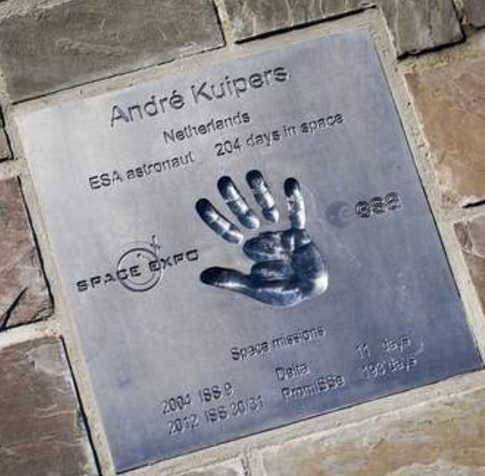 André Kuipers
Netherlands
ESA astronaut 204 days in space
esa
SPACE EXPO
Space missions
2004 ISS 9 Delta 11 days
2012 ISS 30/31 PromISSe 193 days